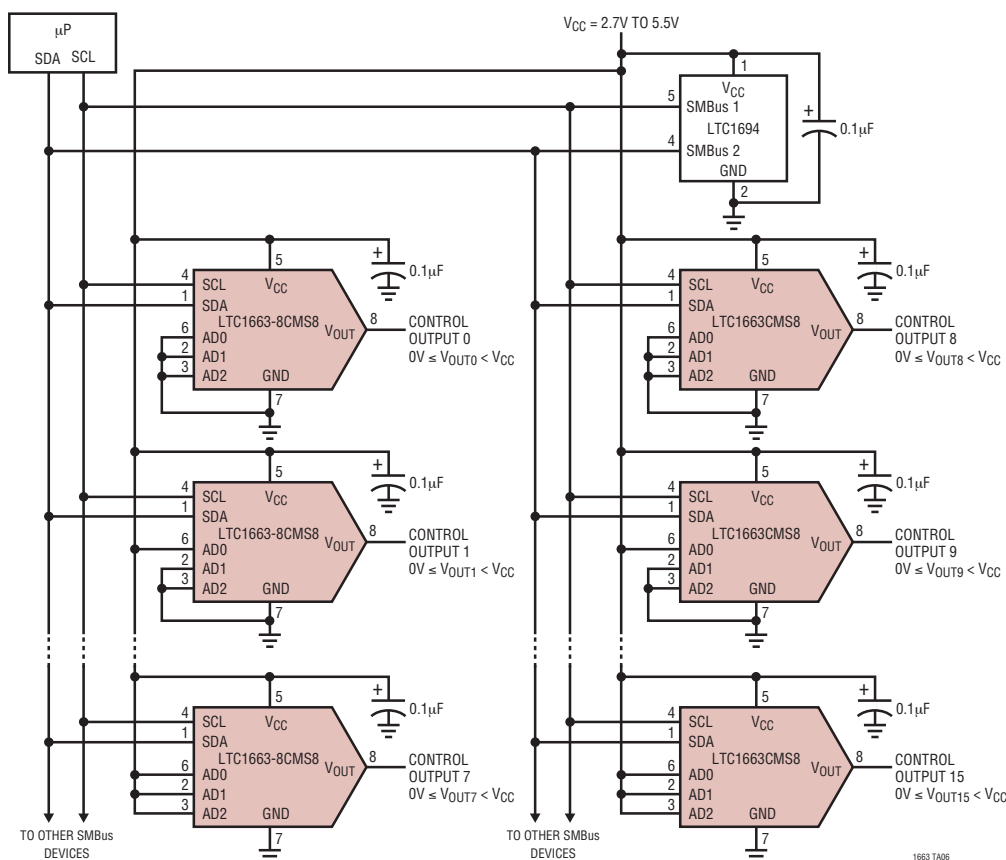 µP
SDA SCL
VCC = 2.7V TO 5.5V
1
VCC
5
SMBus 1
LTC1694
4
SMBus 2
GND
2
+
0.1µF
5
VCC
+
0.1µF
4
SCL
1
SDA
LTC1663-8CMS8
6
AD0
2
AD1
3
AD2
GND
7
VOUT
8
CONTROL
OUTPUT 0
0V ≤ VOUT0 < VCC
5
VCC
+
0.1µF
4
SCL
1
SDA
LTC1663CMS8
6
AD0
2
AD1
3
AD2
GND
7
VOUT
8
CONTROL
OUTPUT 8
0V ≤ VOUT8 < VCC
5
VCC
+
0.1µF
4
SCL
1
SDA
LTC1663-8CMS8
6
AD0
2
AD1
3
AD2
GND
7
VOUT
8
CONTROL
OUTPUT 1
0V ≤ VOUT1 < VCC
5
VCC
+
0.1µF
4
SCL
1
SDA
LTC1663CMS8
6
AD0
2
AD1
3
AD2
GND
7
VOUT
8
CONTROL
OUTPUT 9
0V ≤ VOUT9 < VCC
5
VCC
+
0.1µF
4
SCL
1
SDA
LTC1663-8CMS8
6
AD0
2
AD1
3
AD2
GND
7
VOUT
8
CONTROL
OUTPUT 7
0V ≤ VOUT7 < VCC
5
VCC
+
0.1µF
4
SCL
1
SDA
LTC1663CMS8
6
AD0
2
AD1
3
AD2
GND
7
VOUT
8
CONTROL
OUTPUT 15
0V ≤ VOUT15 < VCC
TO OTHER SMBus
DEVICES
TO OTHER SMBus
DEVICES
1663 TA06